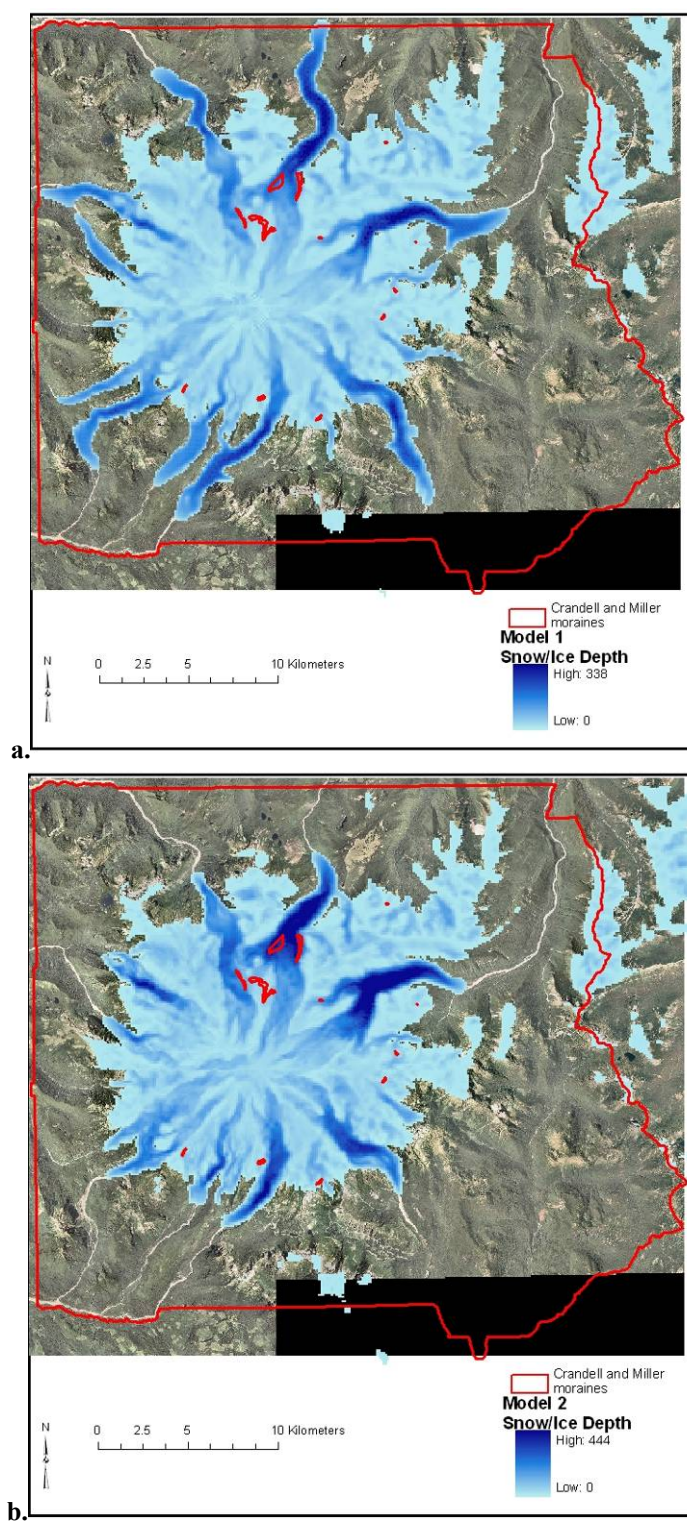 Crandell and Miller
moraines
Model 1
Snow/Ice Depth
High: 338
Low: 0
N
0 2.5 5 10 Kilometers
a.
Crandell and Miller
moraines
Model 2
Snow/Ice Depth
High: 444
Low: 0
N
0 2.5 5 10 Kilometers
b.